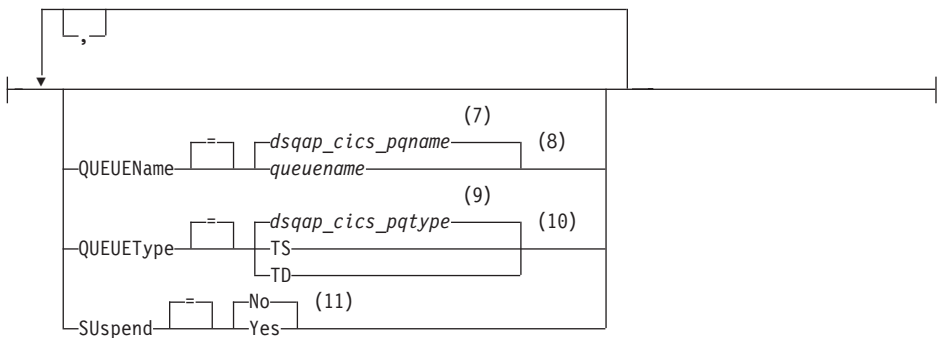 ,
(7)
= dsqap_cics_pqname (8)
QUEUEName queuename
(9)
= dsqap_cics_pqtype (10)
QUEUEType TS
TD
= No (11)
SUspend Yes